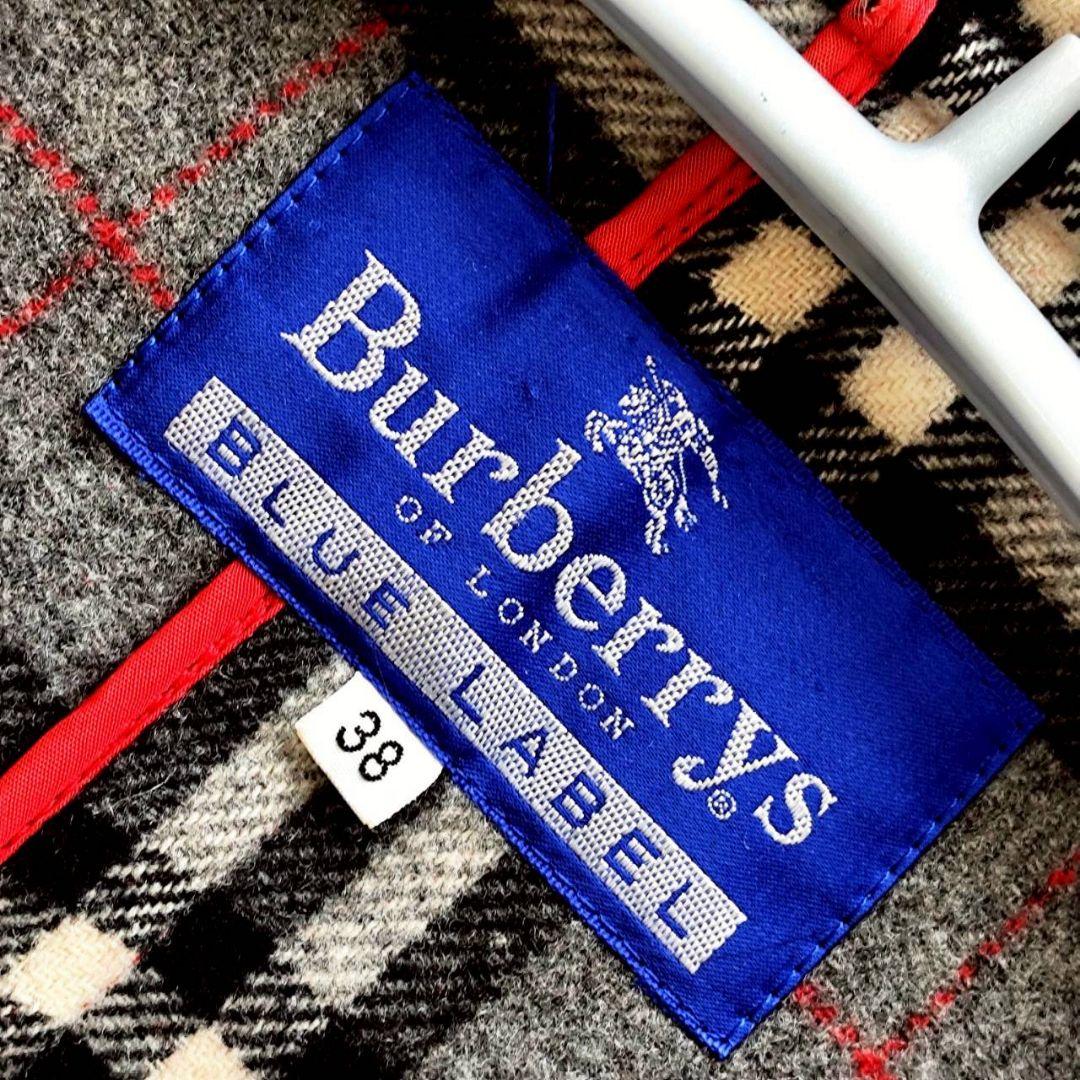 Burberrys®
OF LONDON
BLUE LABEL
38